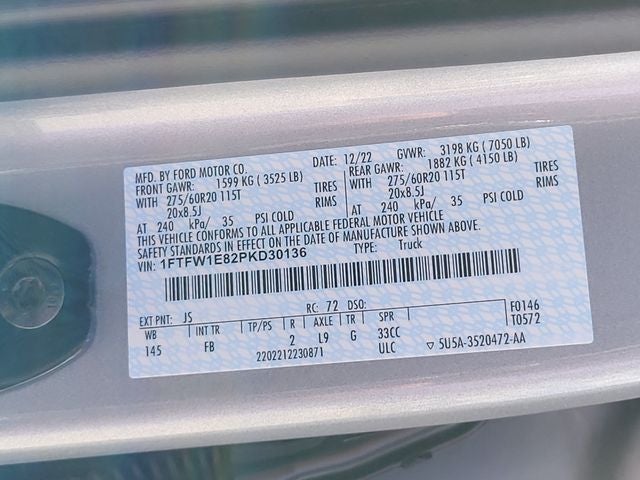 MFD. BY FORD MOTOR CO. DATE: 12/22 GVWR: 3198 KG ( 7050 LB)
FRONT GAWR: 1599 KG ( 3525 LB) REAR GAWR: 1882 KG ( 4150 LB)
WITH 275/60R20 115T TIRES WITH 275/60R20 115T TIRES
20x8.5J RIMS 20x8.5J RIMS
AT 240 kPa/ 35 PSI COLD AT 240 kPa/ 35 PSI COLD
THIS VEHICLE CONFORMS TO ALL APPLICABLE FEDERAL MOTOR VEHICLE
SAFETY STANDARDS IN EFFECT ON THE DATE OF MANUFACTURE SHOWN ABOVE.
VIN: 1FTFW1E82PKD30136 TYPE: Truck
EXT PNT: JS RC: 72 DSO: F0146
WB INT TR TP/PS R AXLE TR SPR T0572
145 FB 2 L9 G 33CC
2202212230871 ULC ▽ 5U5A-3520472-AA